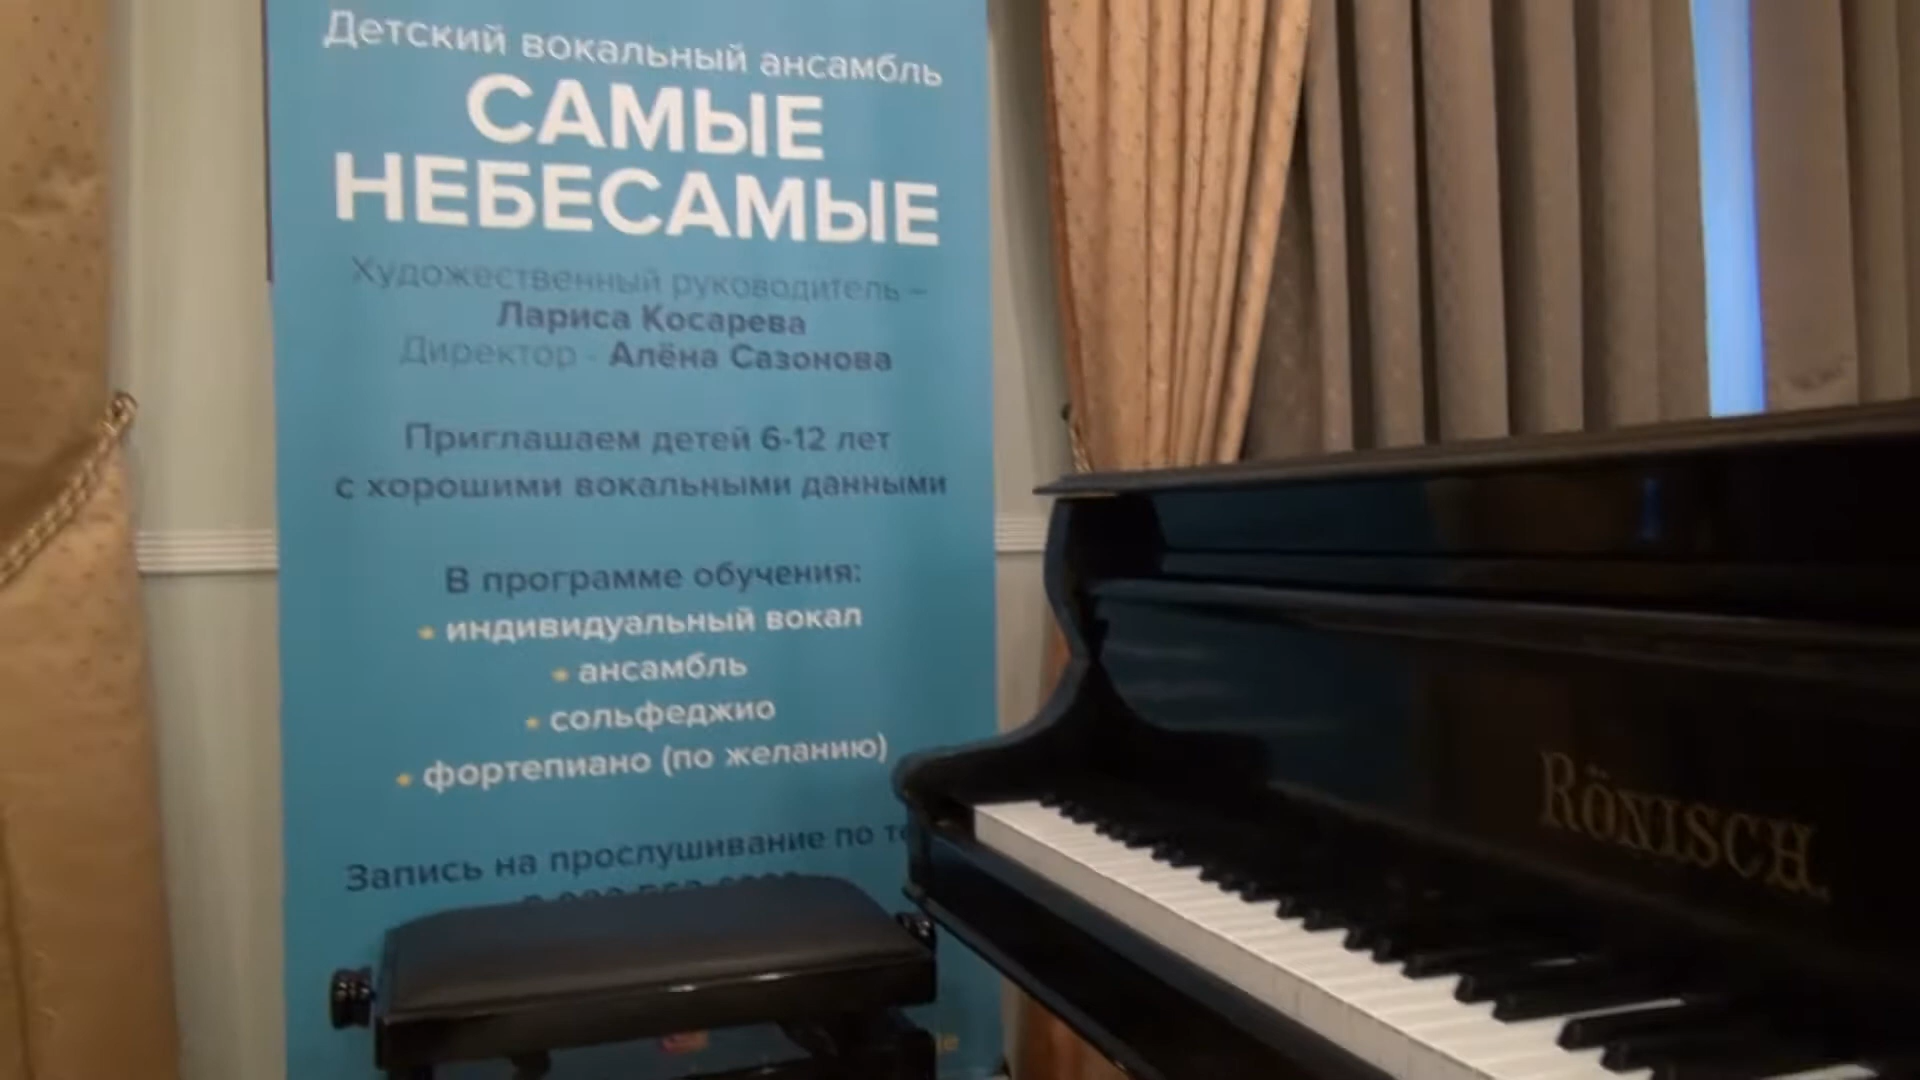 Детский вокальный ансамбль
САМЫЕ
НЕБЕСАМЫЕ
Художественный руководитель –
Лариса Косарева
Директор - Алёна Сазонова
Приглашаем детей 6-12 лет
с хорошими вокальными данными
В программе обучения:
• индивидуальный вокал
• ансамбль
• сольфеджио
• фортепиано (по желанию)
Запись на прослушивание по
RÖNISCH